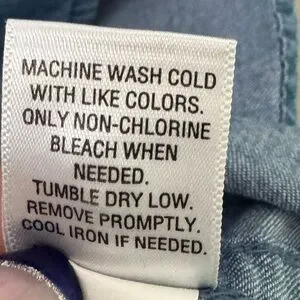 MACHINE WASH COLD
WITH LIKE COLORS.
ONLY NON-CHLORINE
BLEACH WHEN
NEEDED.
TUMBLE DRY LOW.
REMOVE PROMPTLY.
COOL IRON IF NEEDED.